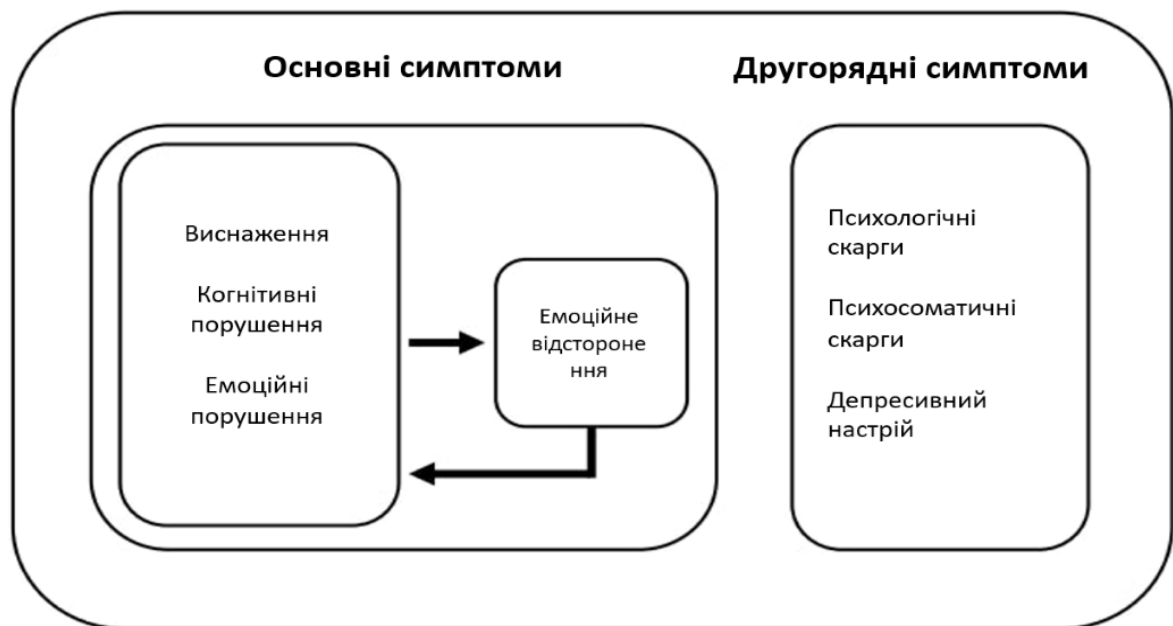 Основні симптоми
Другорядні симптоми
Виснаження
Когнітивні
порушення
Емоційні
порушення
Емоційне
відстороне
ння
Психологічні
скарги
Психосоматичні
скарги
Депресивний
настрій